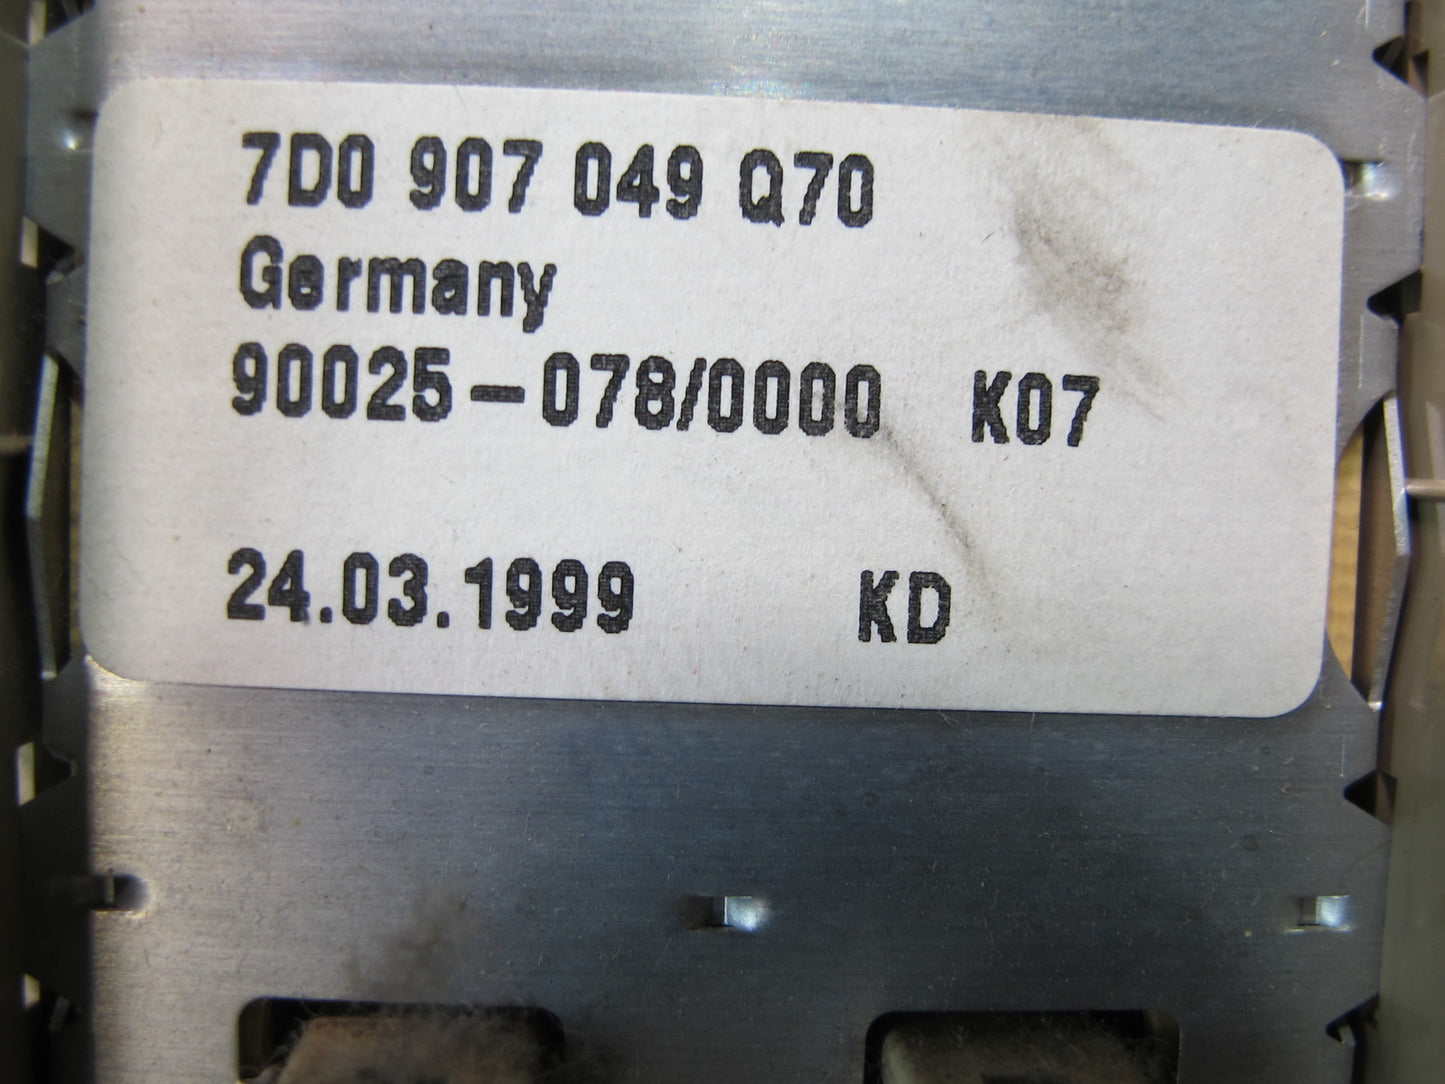 7D0 907 049 Q70
Germany
90025-078/0000 K07
24.03.1999 KD